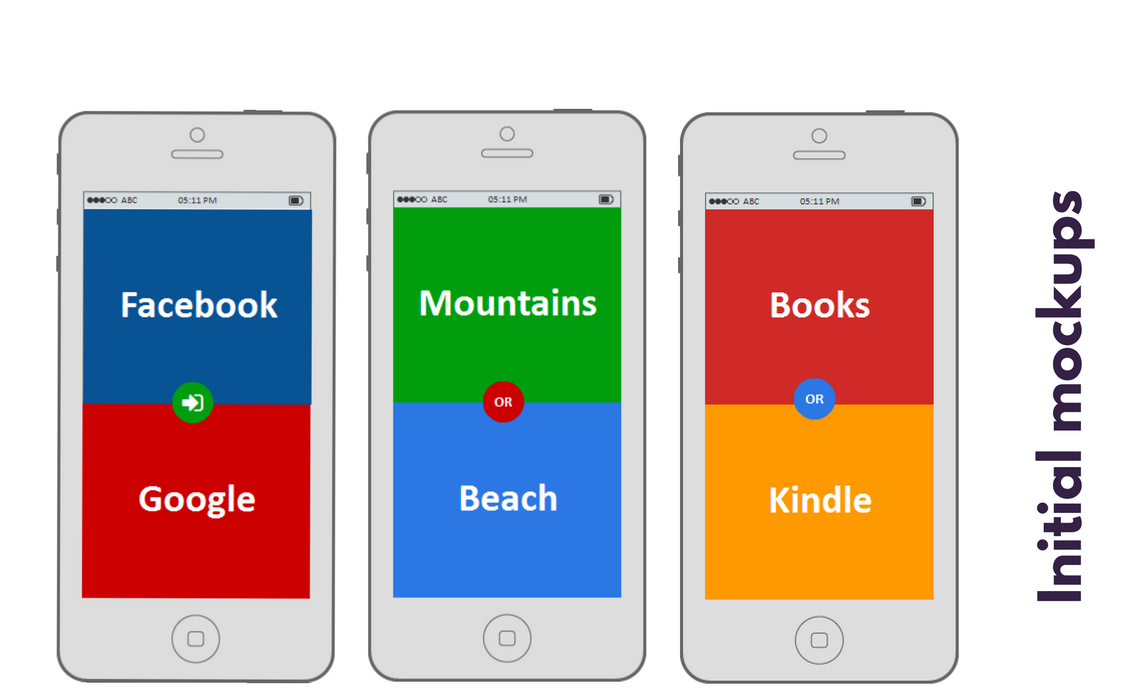 ABC 05:11 PM
Facebook
Google
ABC 05:11 PM
Mountains
OR
Beach
ABC 05:11 PM
Books
OR
Kindle
Initial mockups